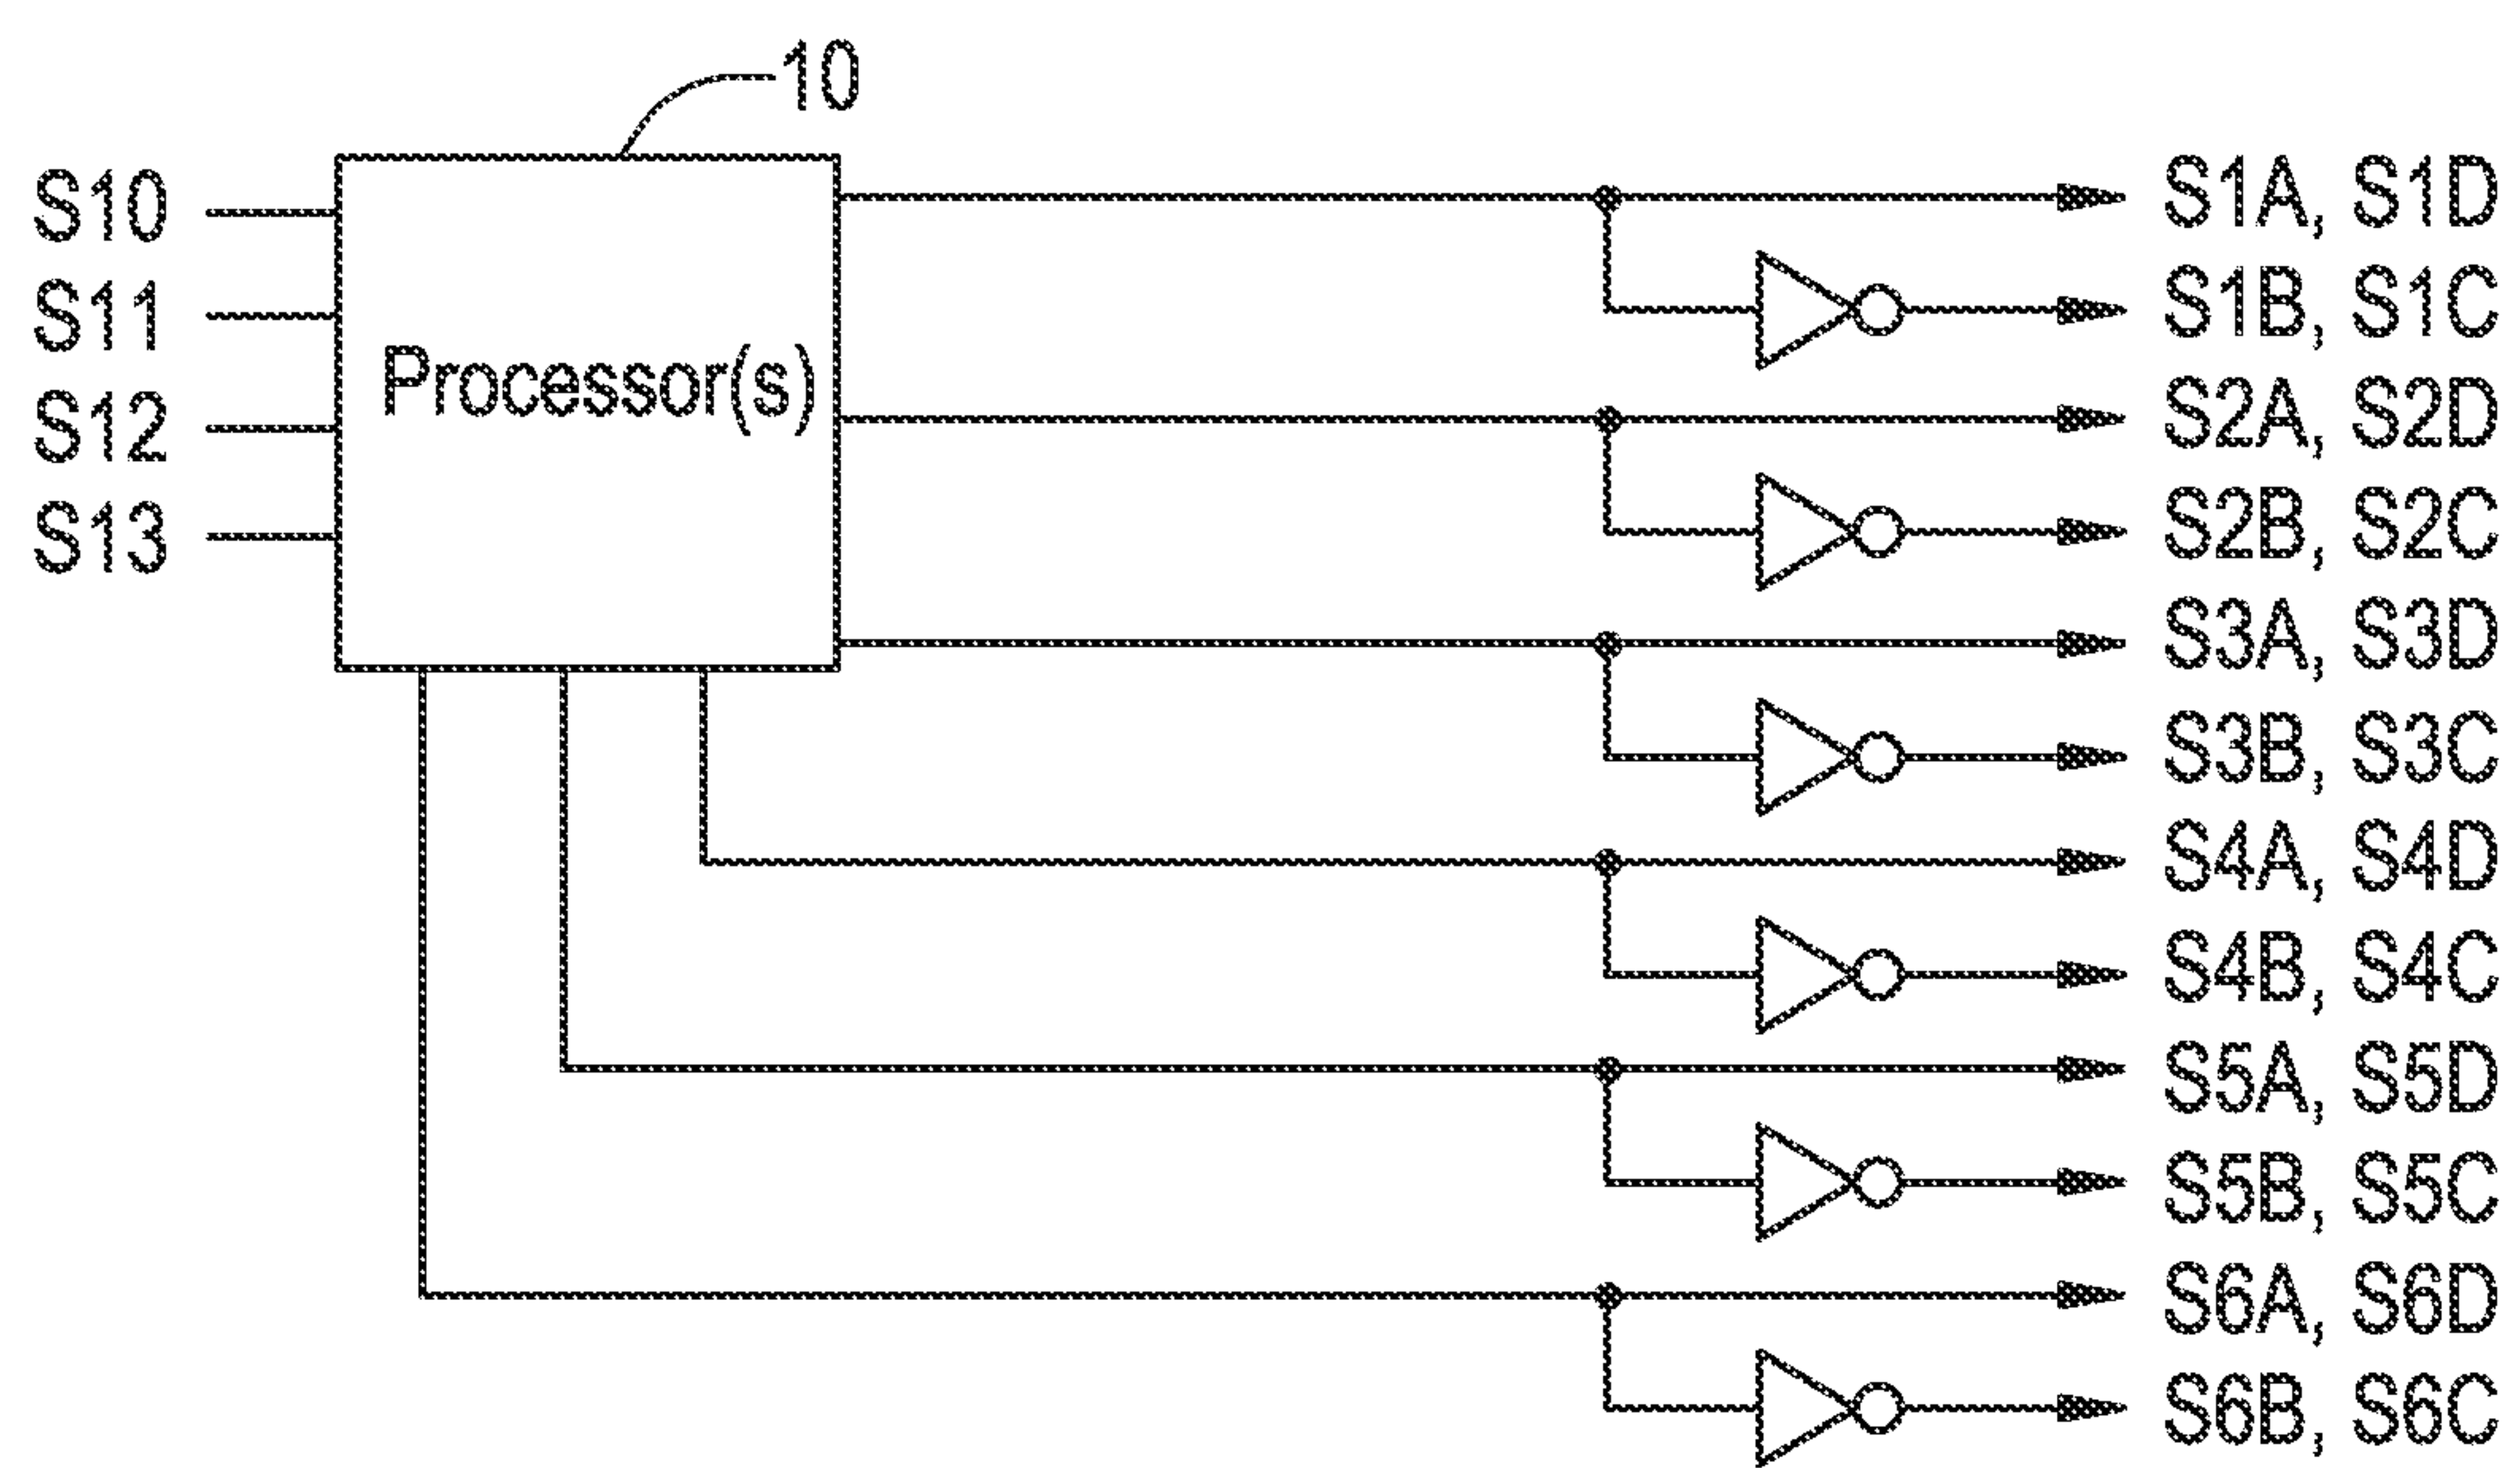 10
S10
S11
S12
S13
Processor(s)
S1A, S1D
S1B, S1C
S2A, S2D
S2B, S2C
S3A, S3D
S3B, S3C
S4A, S4D
S4B, S4C
S5A, S5D
S5B, S5C
S6A, S6D
S6B, S6C